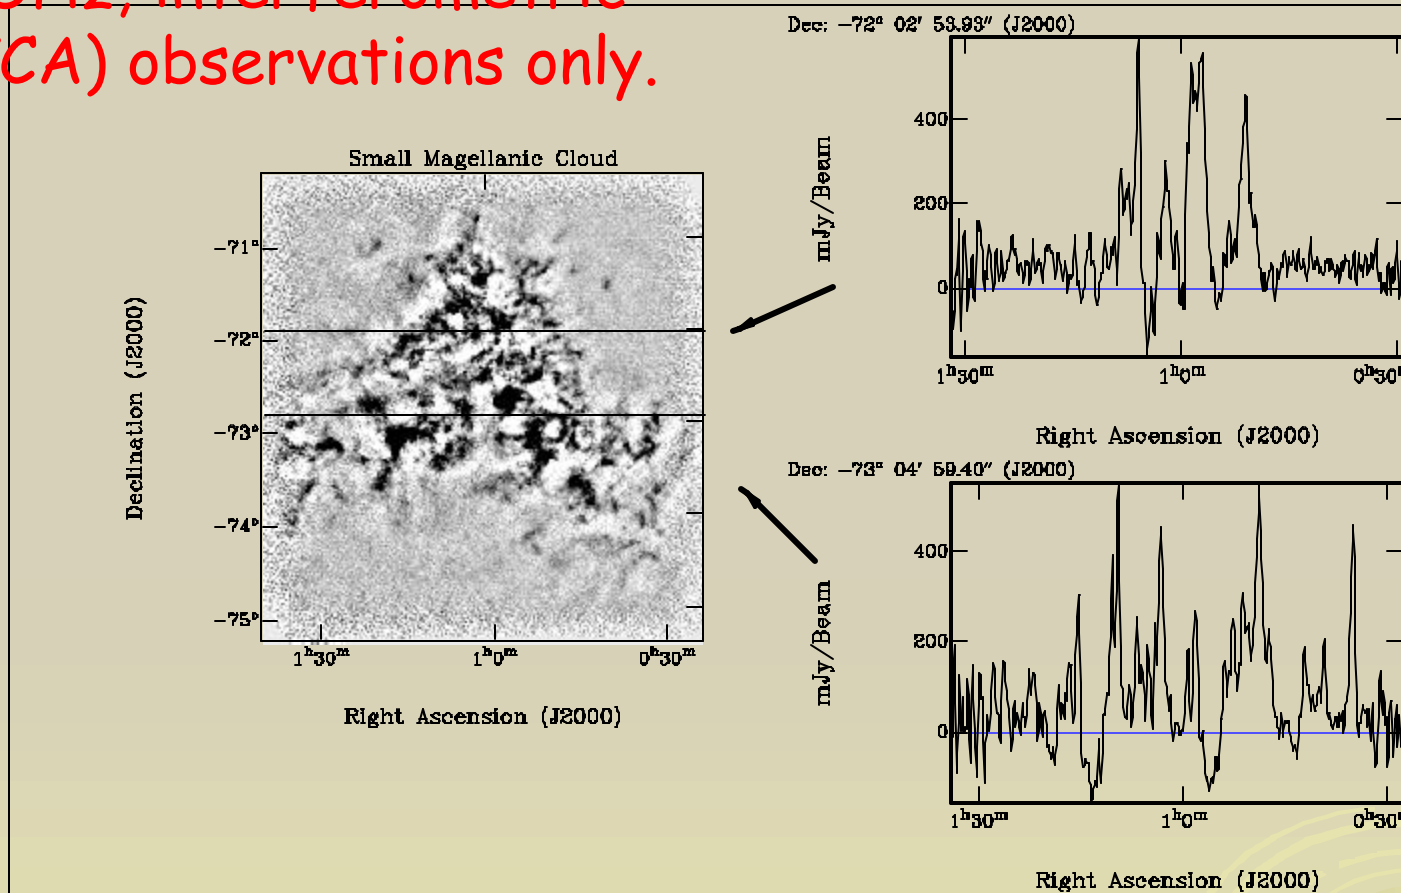 CA) observations only.
Small Magellanic Cloud
-71°
-72°
-73°
-74°
-75°
Declination (J2000)
1ʰ30ᵐ 1ʰ0ᵐ 0ʰ30ᵐ
Right Ascension (J2000)
Dec: -72° 02' 53.93" (J2000)
mJy/Beam
400
200
0
1ʰ30ᵐ 1ʰ0ᵐ 0ʰ30
Right Ascension (J2000)
Dec: -73° 04' 59.40" (J2000)
mJy/Beam
400
200
0
1ʰ30ᵐ 1ʰ0ᵐ 0ʰ30
Right Ascension (J2000)